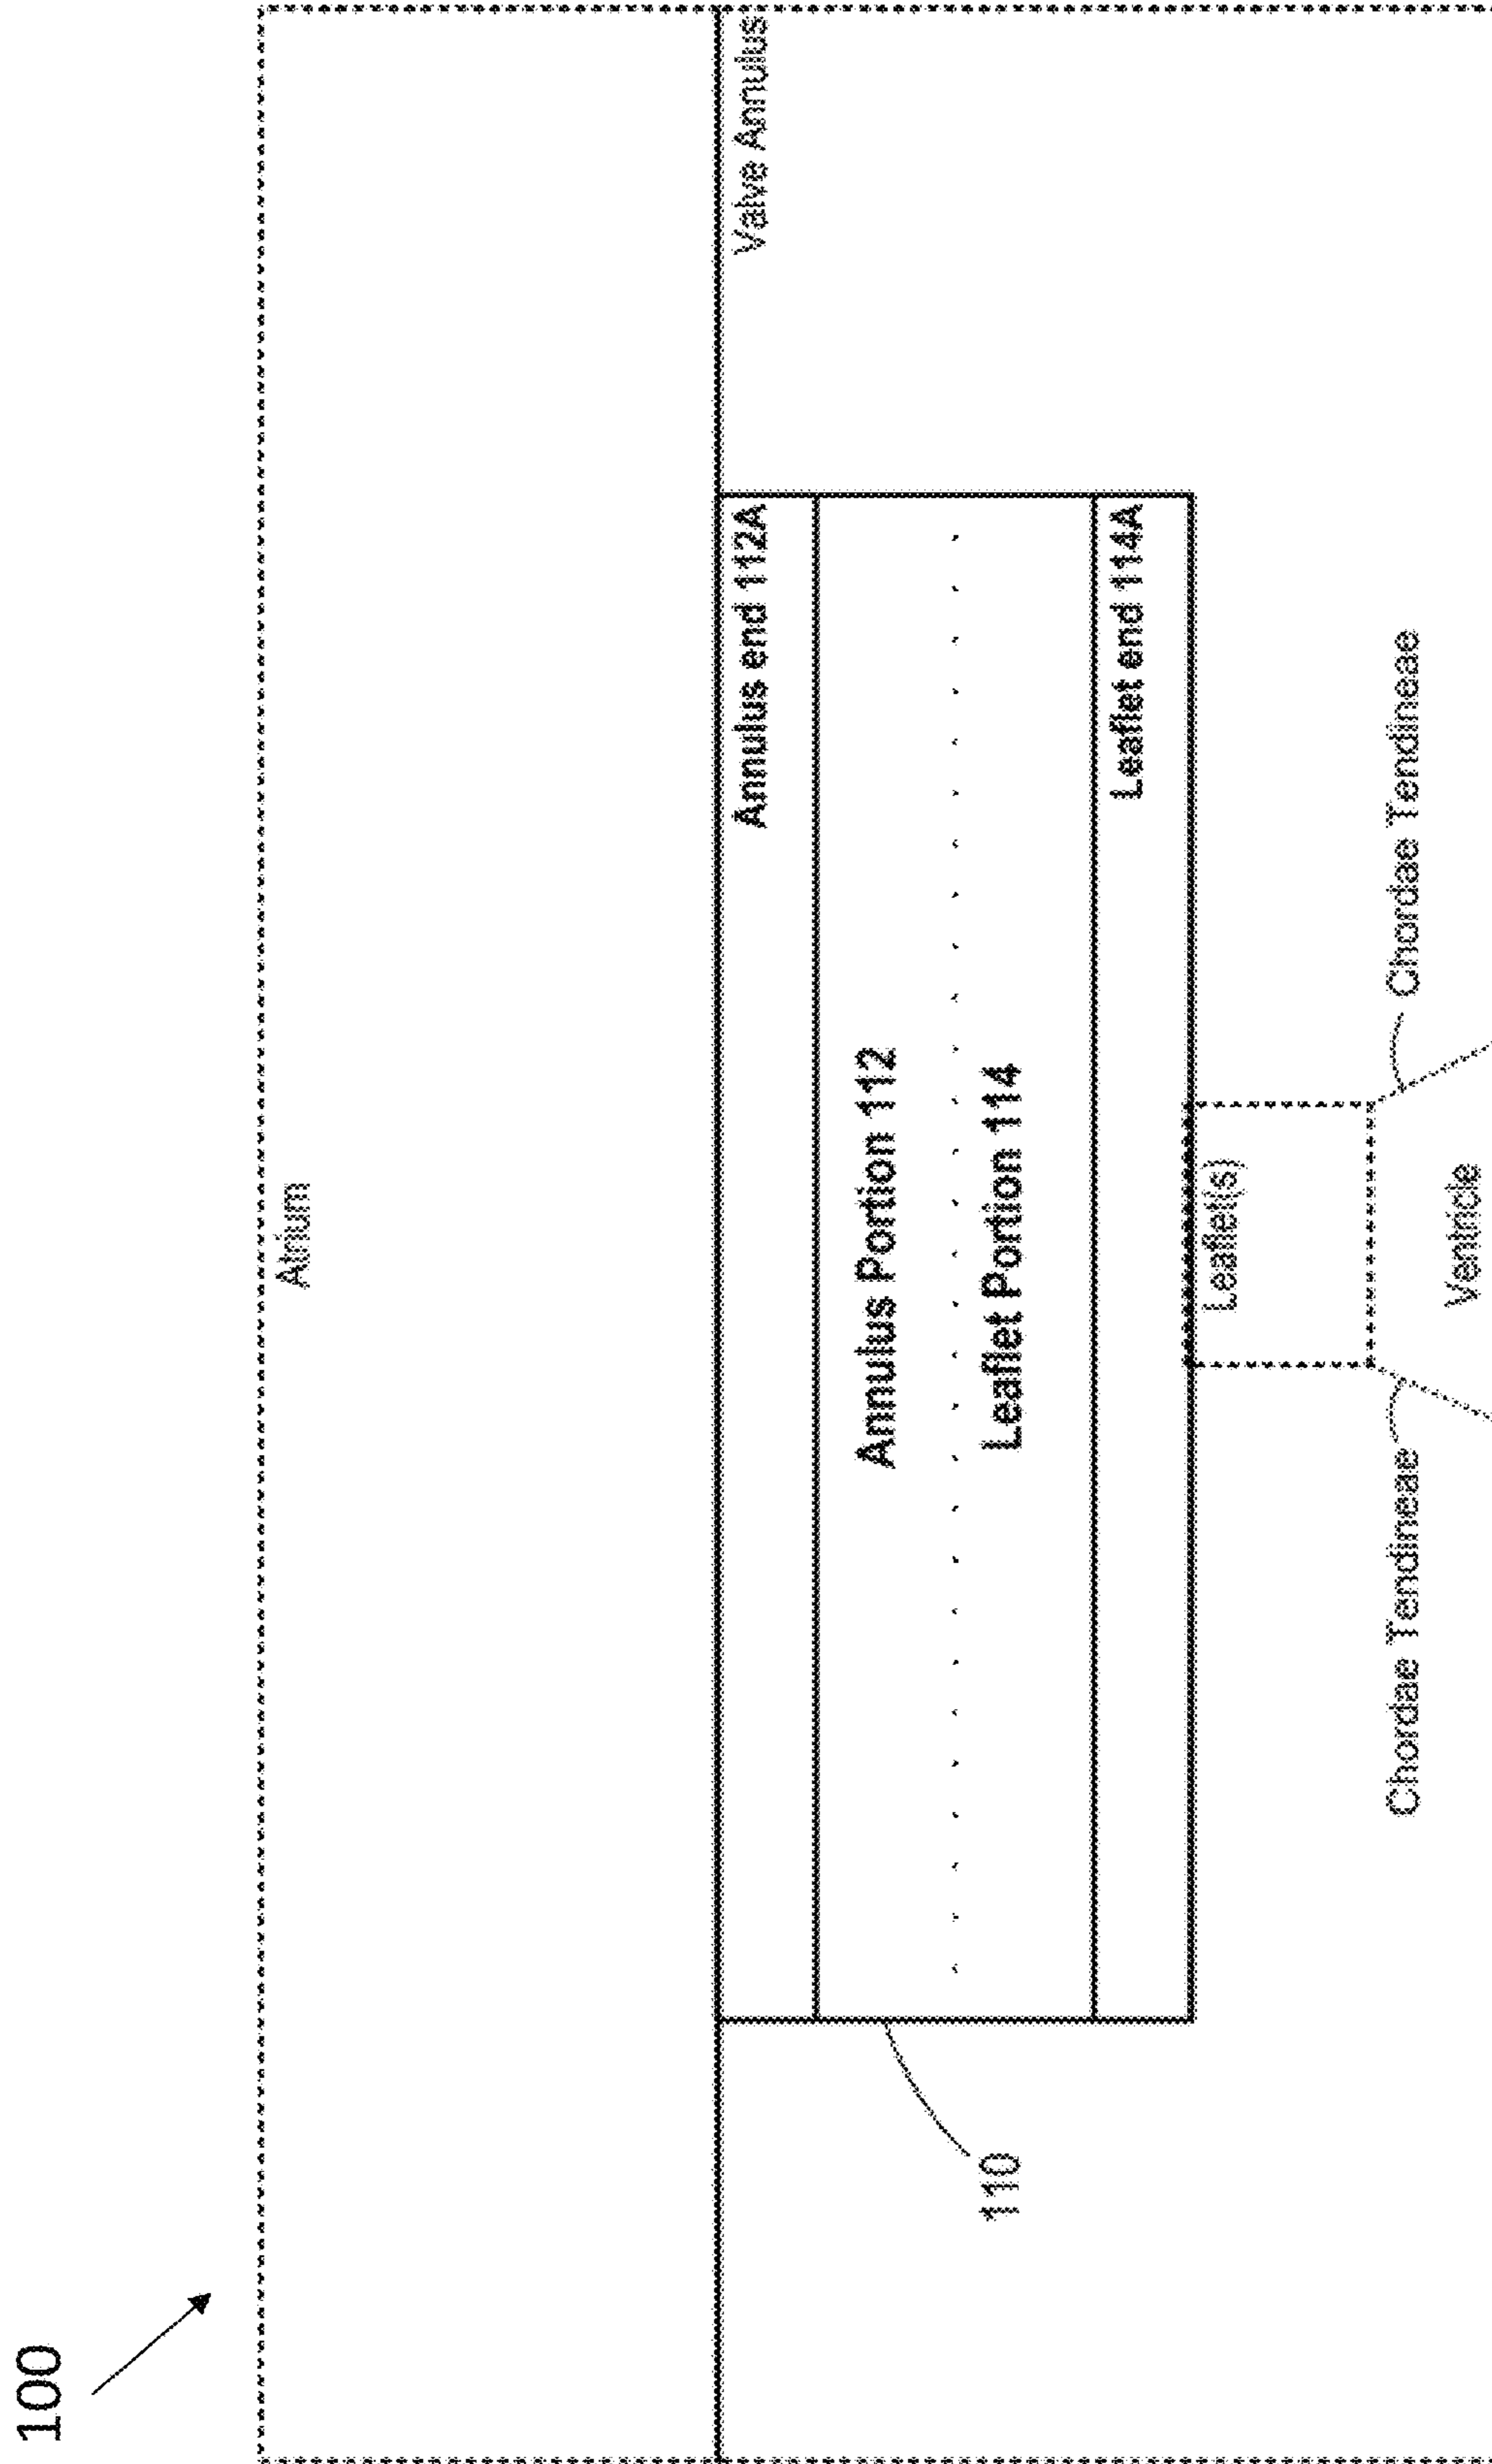 100
Atrium
Valve Annulus
Annulus end 112A
Annulus Portion 112
Leaflet Portion 114
110
Leaflet end 114A
Leaflet(s)
Chordae Tendineae
Chordae Tendineae
Ventricle